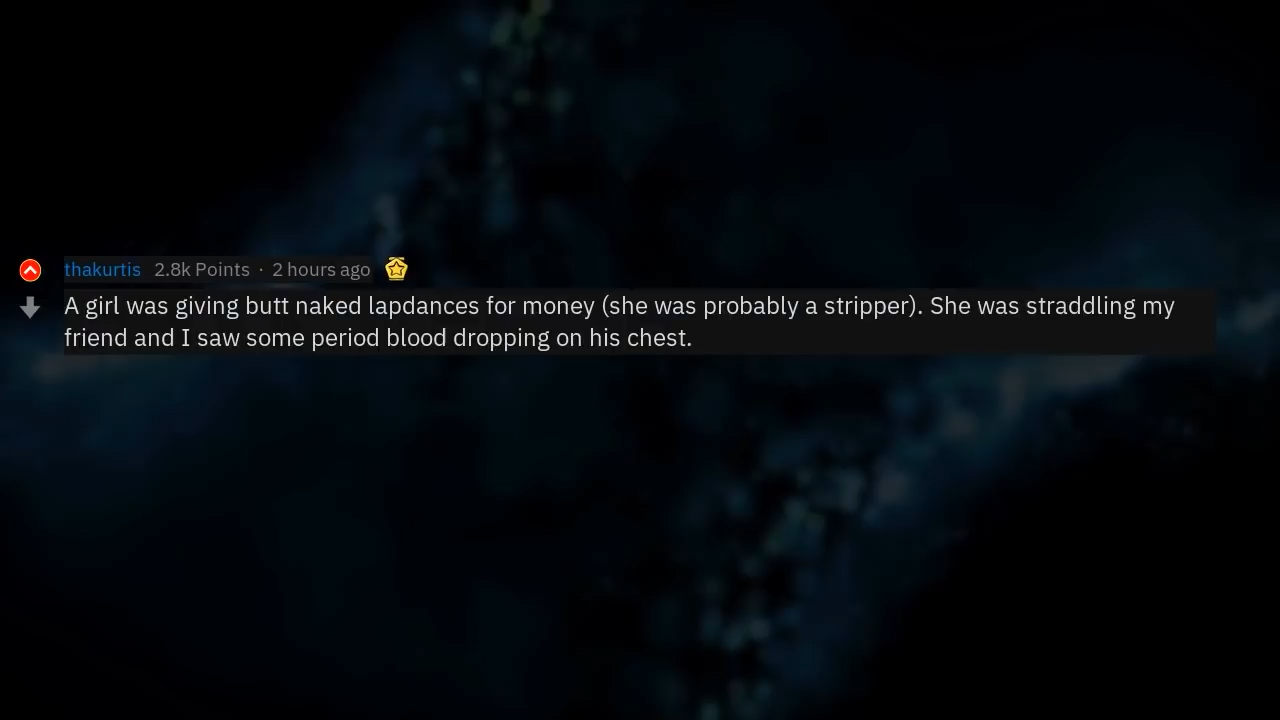 thakurtis 2.8k Points · 2 hours ago
A girl was giving butt naked lapdances for money (she was probably a stripper). She was straddling my
friend and I saw some period blood dropping on his chest.